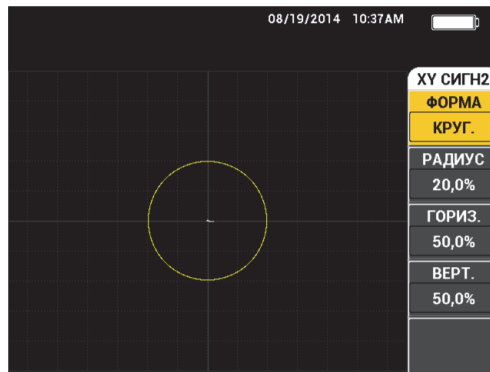 08/19/2014 10:37AM
XY СИГН2
ФОРМА
КРУГ.
РАДИУС
20,0%
ГОРИЗ.
50,0%
ВЕРТ.
50,0%